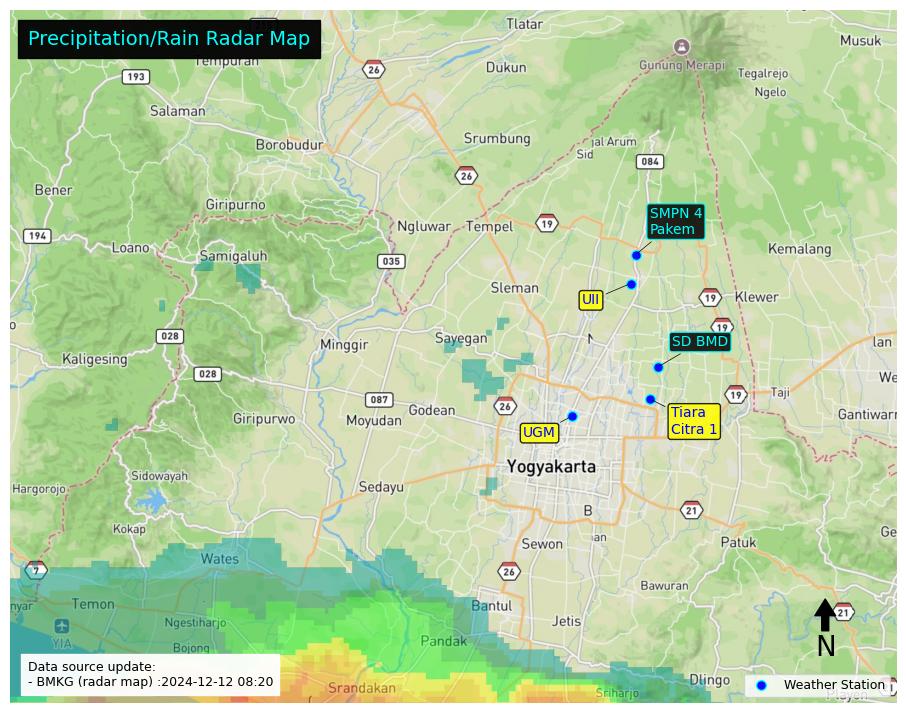 Precipitation/Rain Radar Map
Tlatar
Musuk
Tempuran
193
26
Dukun
Gunung Merapi
Tegalrejo
Ngelo
Salaman
Borobudur
Srumbung
jal Arum
Sid
084
26
Bener
Giripurno
SMPN 4
Pakem
194
Ngluwar
Tempel
19
Loano
Samigaluh
035
Kemalang
Sleman
UII
19
Klewer
028
Sayegan
N
19
Minggir
SD BMD
lan
Kaligesing
028
We
087
Godean
26
19
Taji
Giripurwo
Moyudan
UGM
Tiara
Citra 1
Gantiwarn
Yogyakarta
Sidowayah
Hargorojo
Sedayu
B
21
Kokap
Sewon
an
Patuk
Ge
Wates
7
26
Bawuran
nyar
Temon
Bantul
21
Ngestiharjo
Jetis
YIA
Pandak
N
Bojong
Data source update:
- BMKG (radar map) :2024-12-12 08:20
Srandakan
Sriharjo
Dlingo
Weather Station
Playen